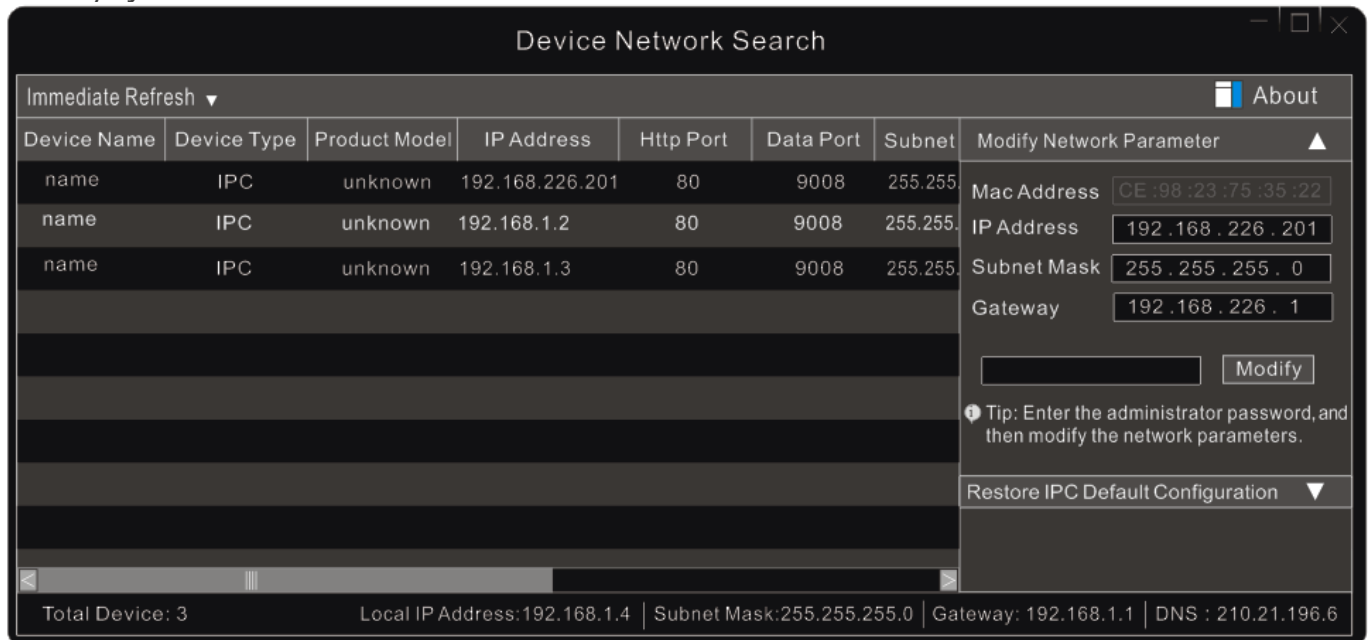 Device Network Search
Immediate Refresh
About
Device Name Device Type Product Model IP Address Http Port Data Port Subnet
name IPC unknown 192.168.226.201 80 9008 255.255.
name IPC unknown 192.168.1.2 80 9008 255.255.
name IPC unknown 192.168.1.3 80 9008 255.255.
Modify Network Parameter
Mac Address CE :98 :23 :75 :35 :22
IP Address 192 .168 . 226 . 201
Subnet Mask 255 . 255 . 255 . 0
Gateway 192 .168 . 226 . 1
Modify
Tip: Enter the administrator password, and
then modify the network parameters.
Restore IPC Default Configuration
Total Device: 3 Local IP Address:192.168.1.4 Subnet Mask:255.255.255.0 Gateway: 192.168.1.1 DNS : 210.21.196.6